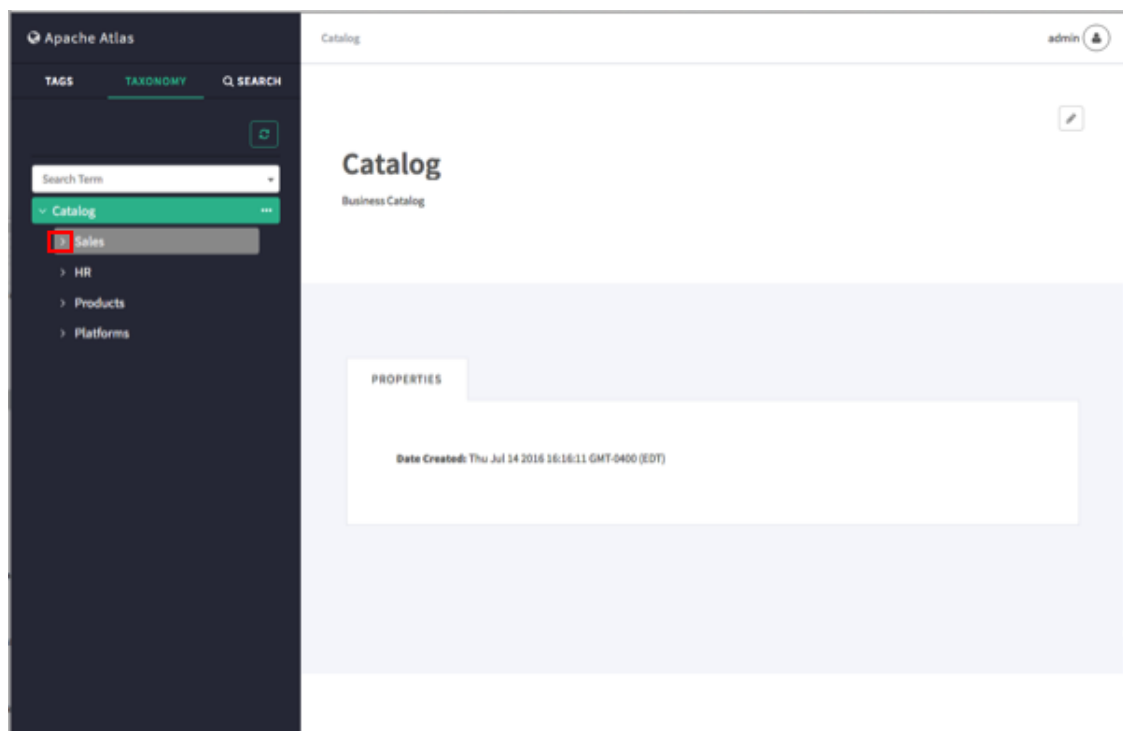 Apache Atlas
TAGS TAXONOMY SEARCH
Search Term
Catalog
Sales
HR
Products
Platforms
Catalog
admin
Catalog
Business Catalog
PROPERTIES
Date Created: Thu Jul 14 2016 16:16:11 GMT-0400 (EDT)